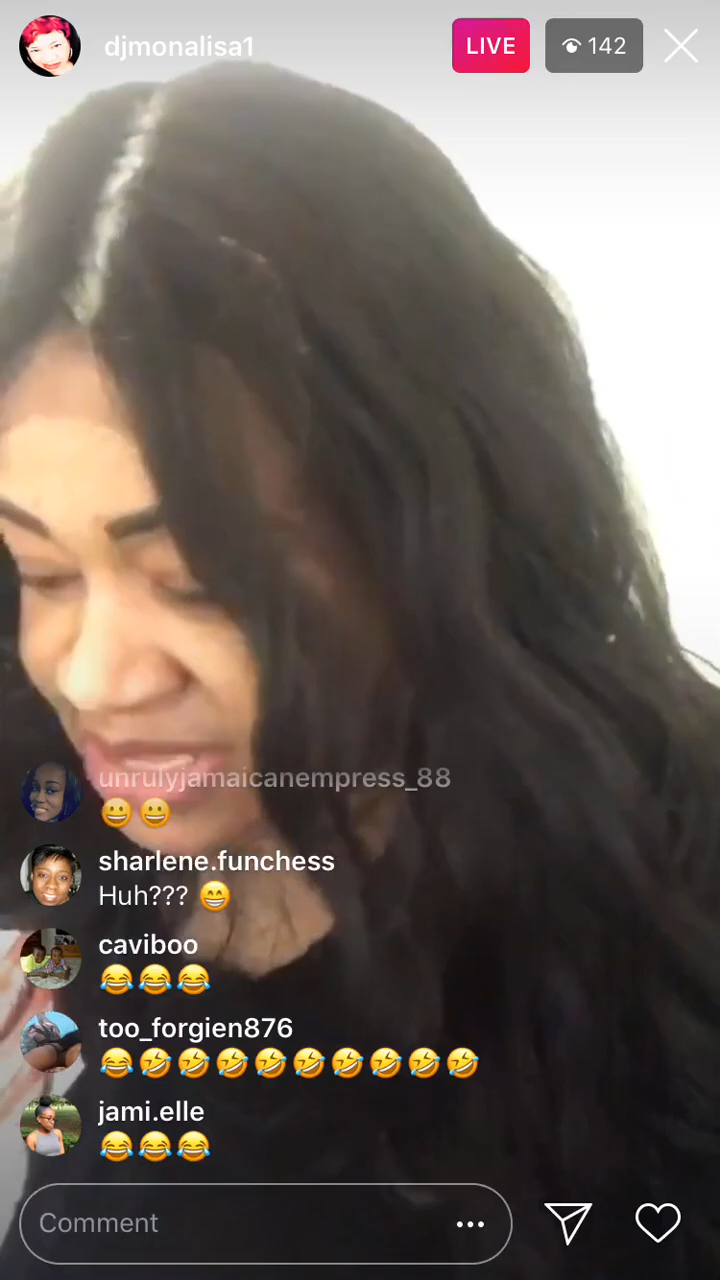 djmonalisa1
LIVE
142
unrulyjamaicanempress_88
😀😀
sharlene.funchess
Huh??? 😁
caviboo
😂😂😂
too_forgien876
😂🤣🤣🤣🤣🤣🤣🤣🤣🤣
jami.elle
😂😂😂
Comment